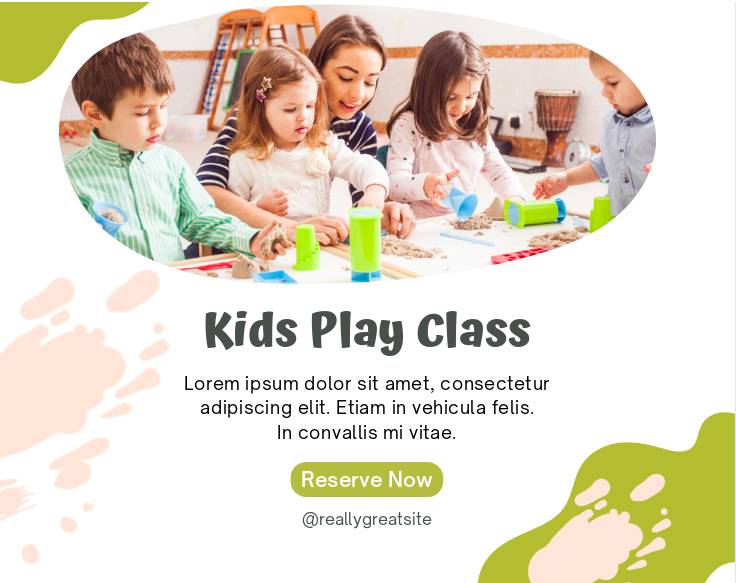 Kids Play Class
Lorem ipsum dolor sit amet, consectetur
adipiscing elit. Etiam in vehicula felis.
In convallis mi vitae.
Reserve Now
@reallygreatsite